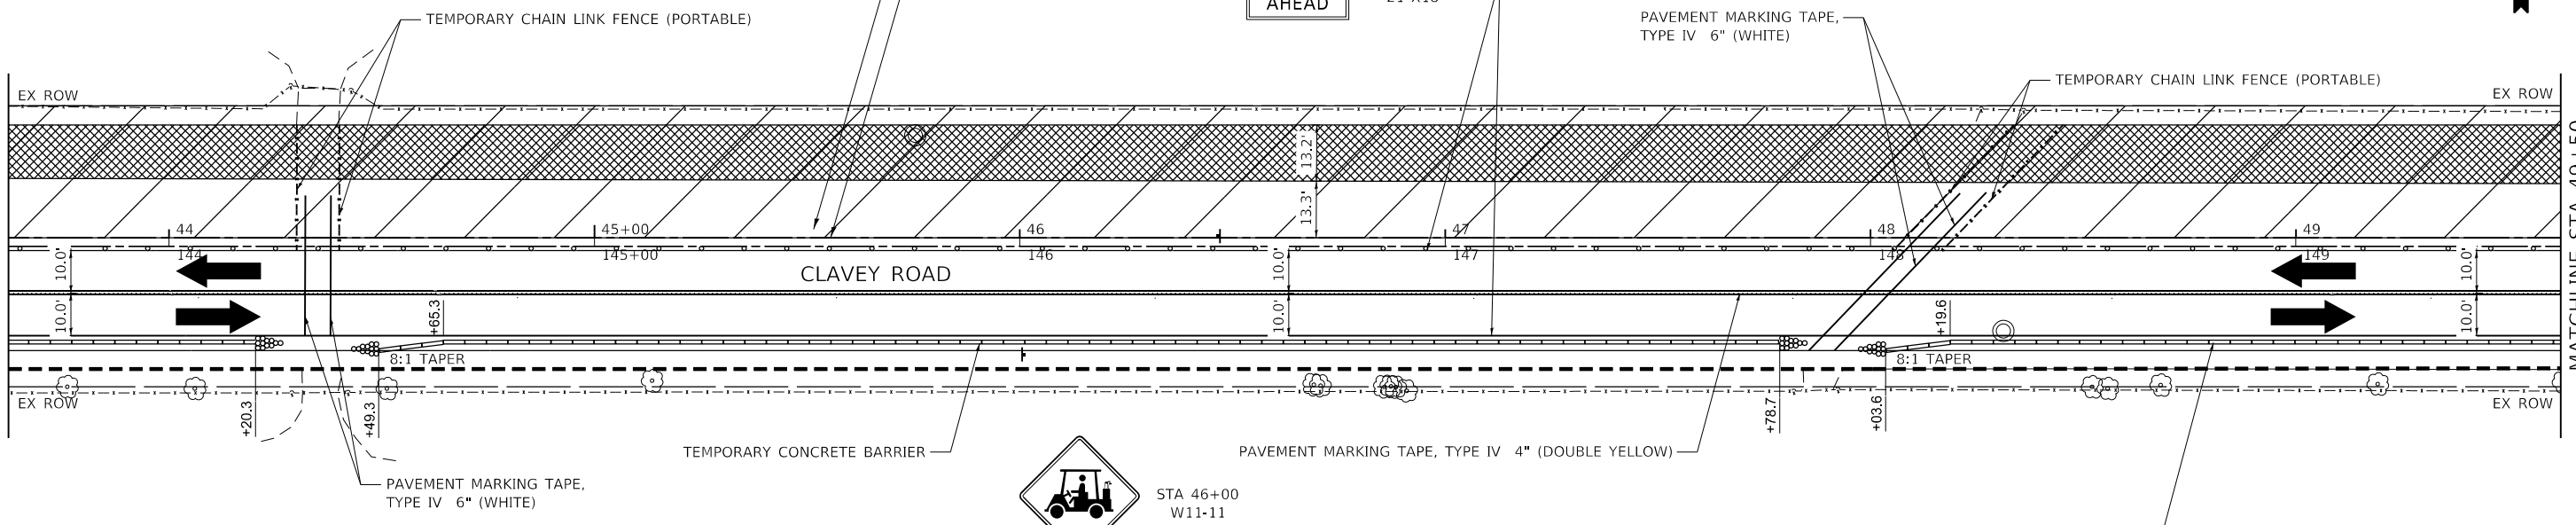 TEMPORARY CHAIN LINK FENCE (PORTABLE)
AHEAD
PAVEMENT MARKING TAPE,
TYPE IV 6" (WHITE)
TEMPORARY CHAIN LINK FENCE (PORTABLE)
EX ROW
EX ROW
13.2'
13.3'
44
45+00
46
47
48
49
144
145+00
146
147
148
149
10.0'
10.0'
10.0'
CLAVEY ROAD
10.0'
10.0'
10.0'
+65.3
+19.6
8:1 TAPER
8:1 TAPER
EX ROW
EX ROW
+20.3
+49.3
+78.7
+03.6
TEMPORARY CONCRETE BARRIER
PAVEMENT MARKING TAPE, TYPE IV 4" (DOUBLE YELLOW)
PAVEMENT MARKING TAPE,
TYPE IV 6" (WHITE)
STA 46+00
W11-11
MATCHLINE STA 49+50